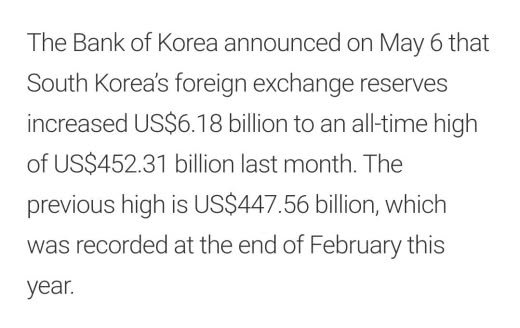 The Bank of Korea announced on May 6 that
South Korea’s foreign exchange reserves
increased US$6.18 billion to an all-time high
of US$452.31 billion last month. The
previous high is US$447.56 billion, which
was recorded at the end of February this
year.